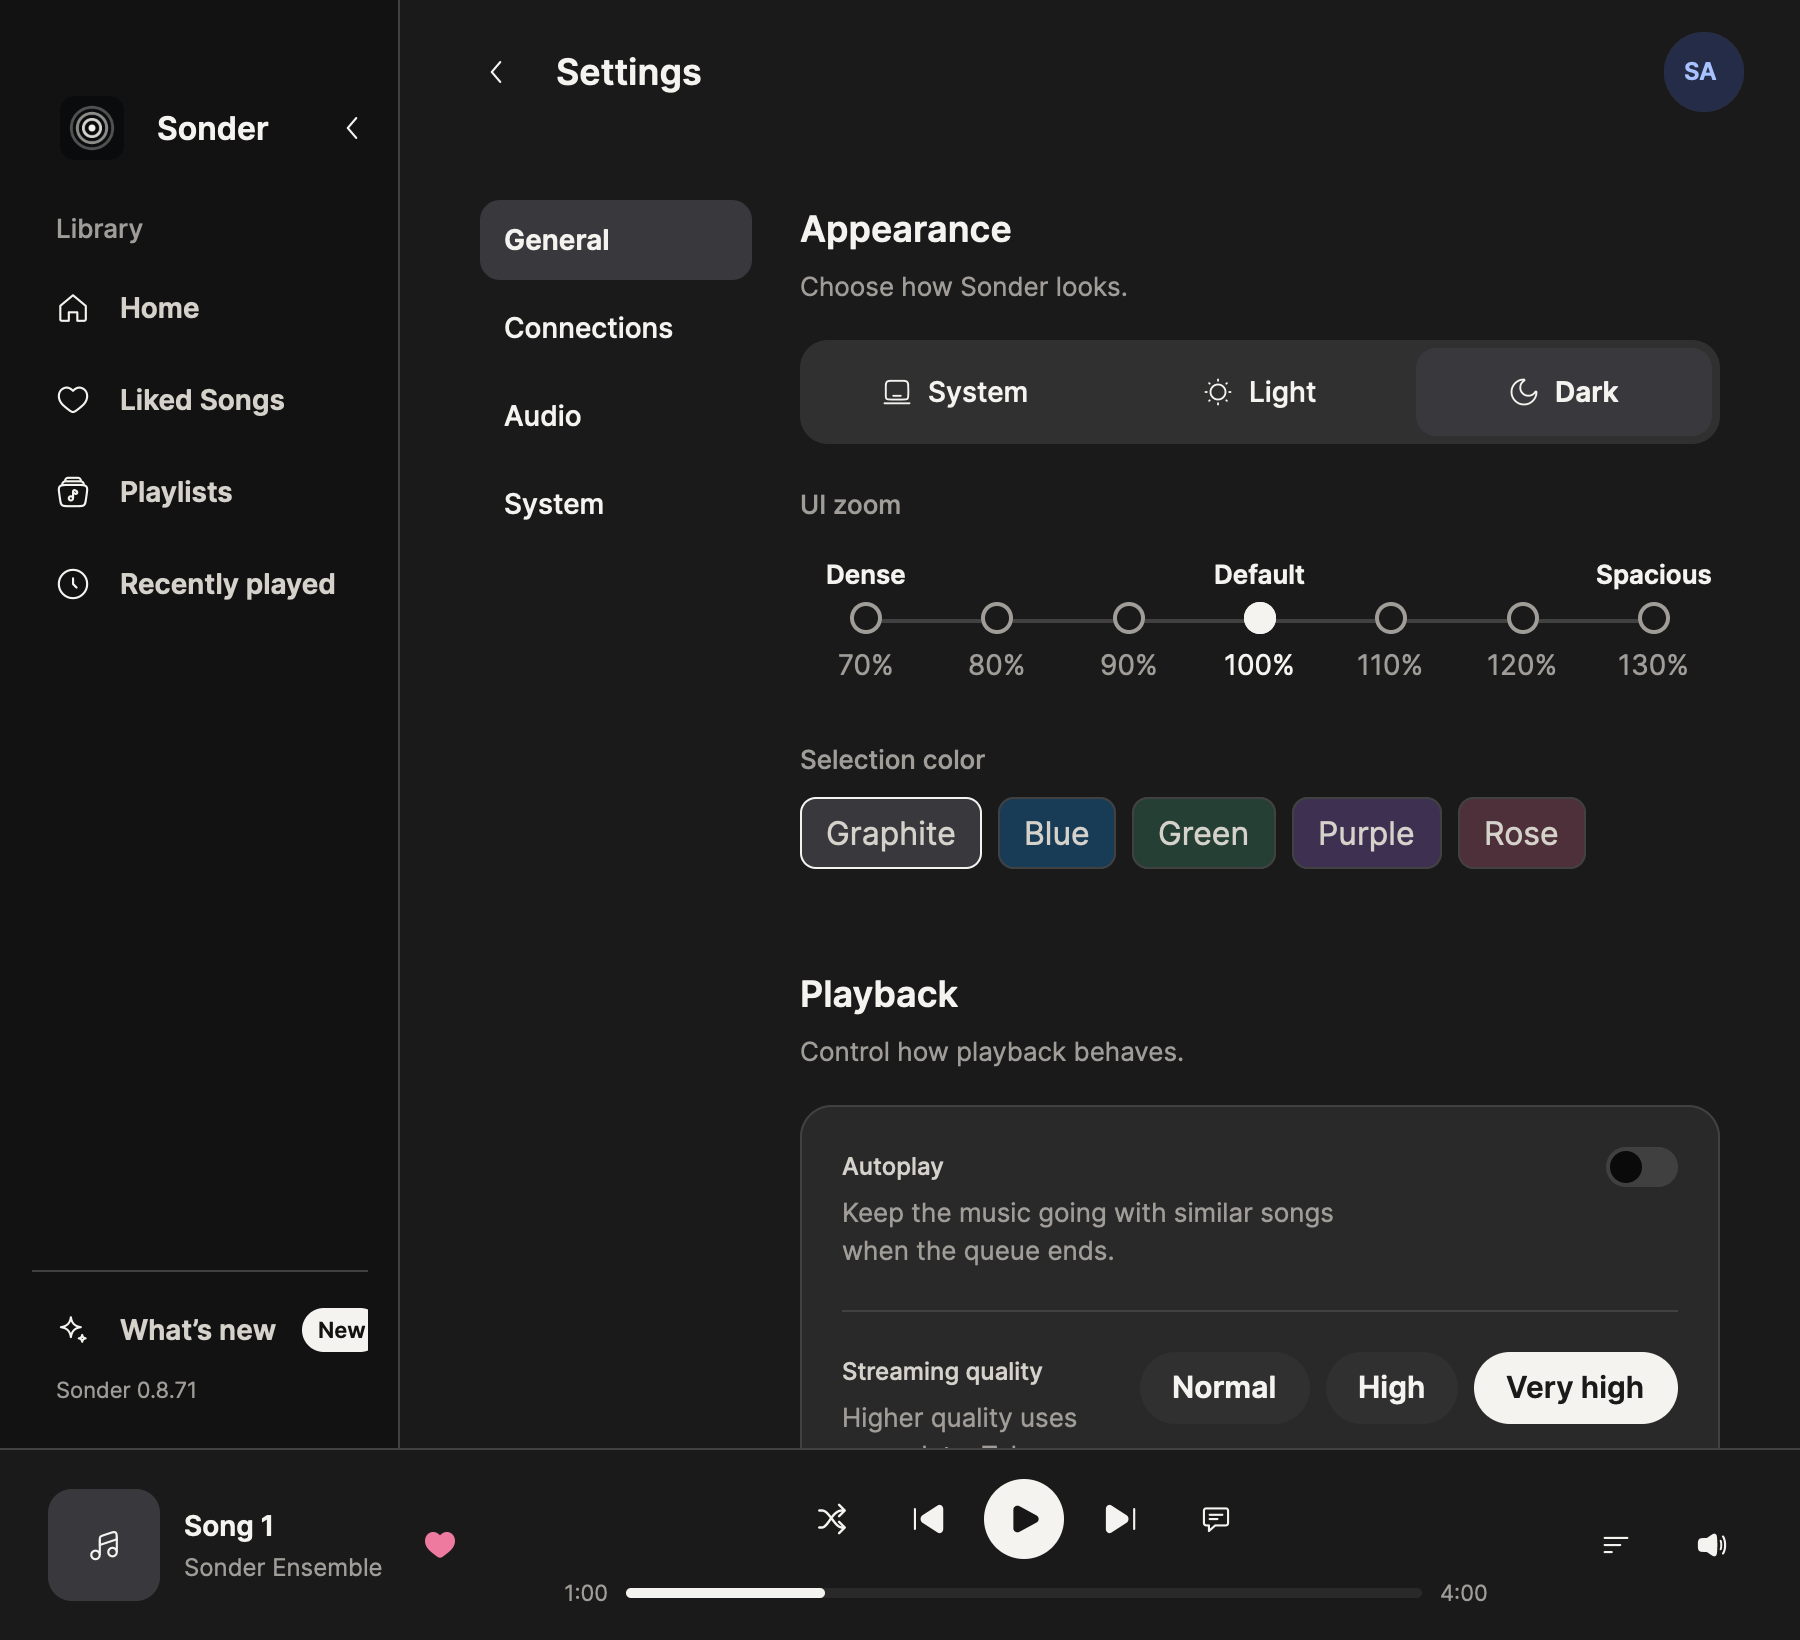 Sonder
Library
Home
Liked Songs
Playlists
Recently played
What's new
New
Sonder 0.8.71
Settings
SA
General
Connections
Audio
System
Appearance
Choose how Sonder looks.
System
Light
Dark
UI zoom
Dense
Default
Spacious
70%
80%
90%
100%
110%
120%
130%
Selection color
Graphite
Blue
Green
Purple
Rose
Playback
Control how playback behaves.
Autoplay
Keep the music going with similar songs
when the queue ends.
Streaming quality
Higher quality uses
Normal
High
Very high
Song 1
Sonder Ensemble
1:00
4:00